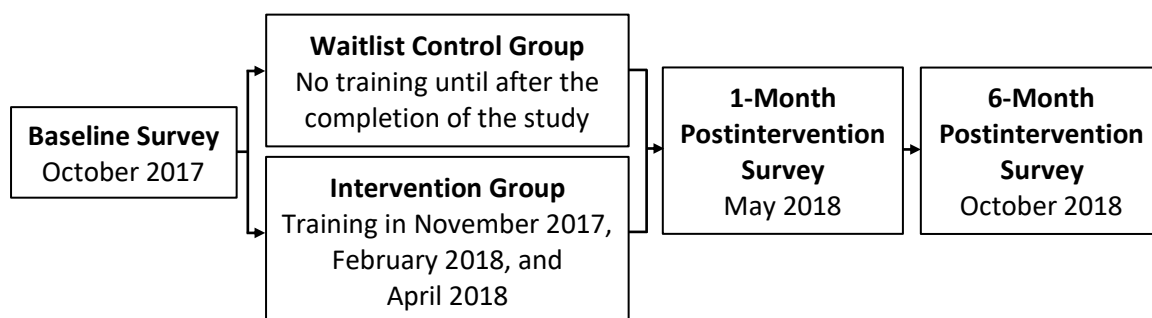 Baseline Survey
October 2017
Waitlist Control Group
No training until after the
completion of the study
Intervention Group
Training in November 2017,
February 2018, and
April 2018
1-Month
Postintervention
Survey
May 2018
6-Month
Postintervention
Survey
October 2018